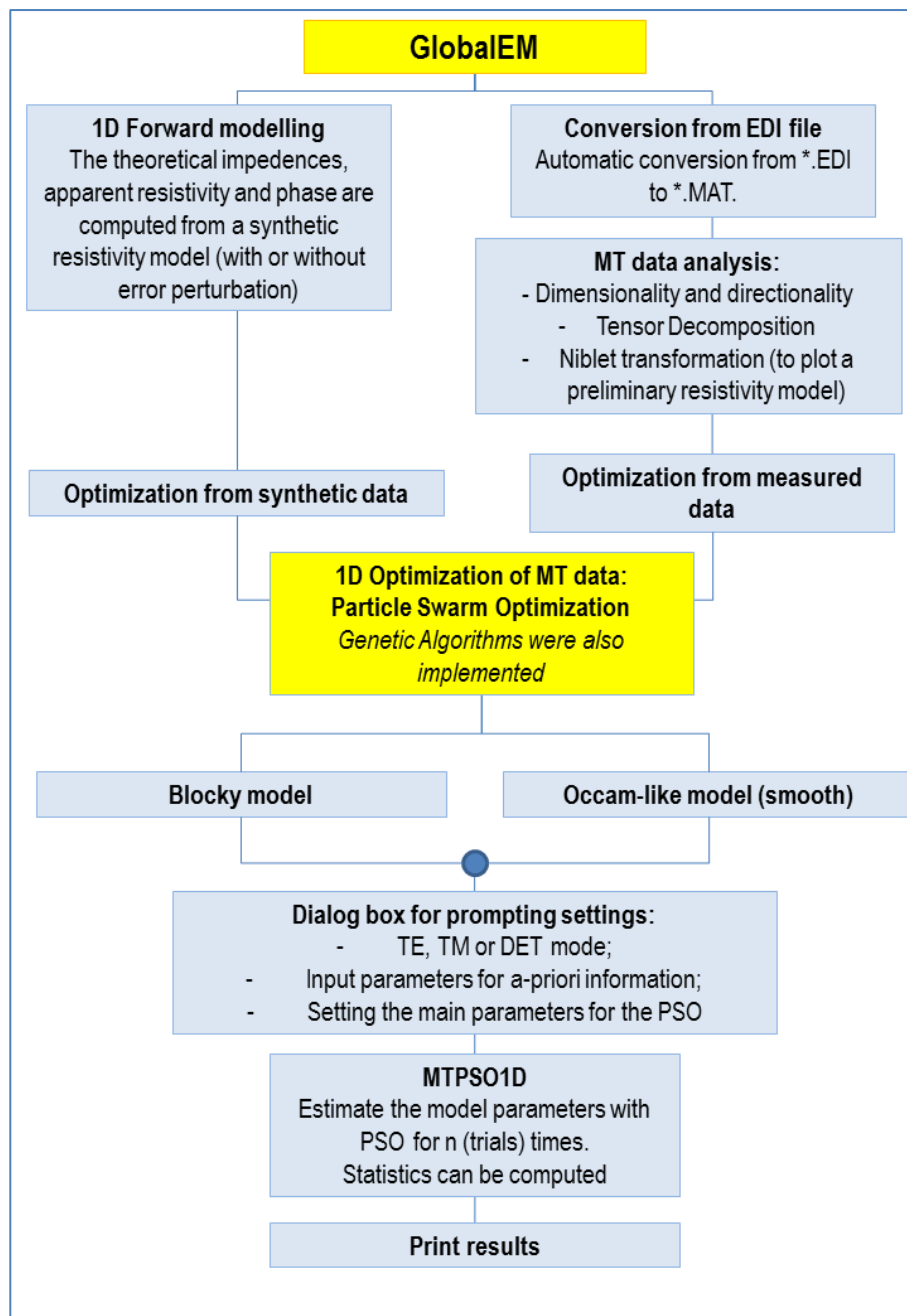 GlobalEM
1D Forward modelling
The theoretical impedences,
apparent resistivity and phase are
computed from a synthetic
resistivity model (with or without
error perturbation)
Conversion from EDI file
Automatic conversion from *.EDI
to *.MAT.
MT data analysis:
- Dimensionality and directionality
- Tensor Decomposition
- Niblet transformation (to plot a
preliminary resistivity model)
Optimization from synthetic data
Optimization from measured
data
1D Optimization of MT data:
Particle Swarm Optimization
Genetic Algorithms were also
implemented
Blocky model
Occam-like model (smooth)
Dialog box for prompting settings:
- TE, TM or DET mode;
- Input parameters for a-priori information;
- Setting the main parameters for the PSO
MTPSO1D
Estimate the model parameters with
PSO for n (trials) times.
Statistics can be computed
Print results